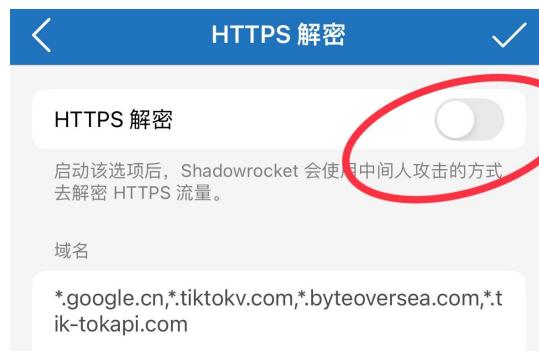 HTTPS 解密
HTTPS 解密
启动该选项后，Shadowrocket 会使用中间人攻击的方式
去解密 HTTPS 流量。
域名
*.google.cn,*.tiktokv.com,*.byteoversea.com,*.t
ik-tokapi.com